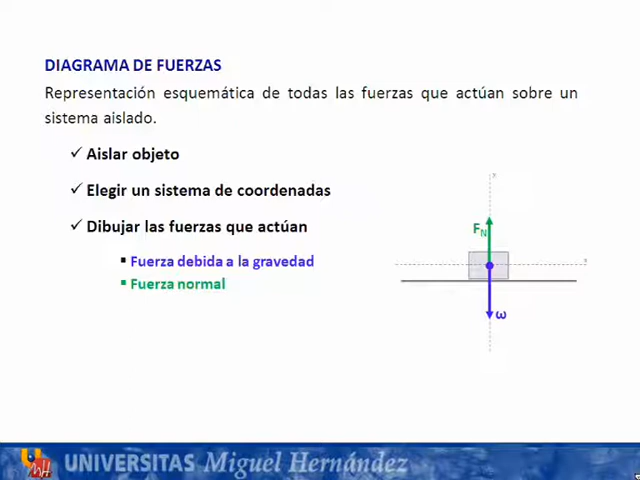 DIAGRAMA DE FUERZAS
Representación esquemática de todas las fuerzas que actúan sobre un
sistema aislado.
✓ Aislar objeto
✓ Elegir un sistema de coordenadas
✓ Dibujar las fuerzas que actúan
▪ Fuerza debida a la gravedad
▪ Fuerza normal
y
FN
x
ω
UNIVERSITAS Miguel Hernández